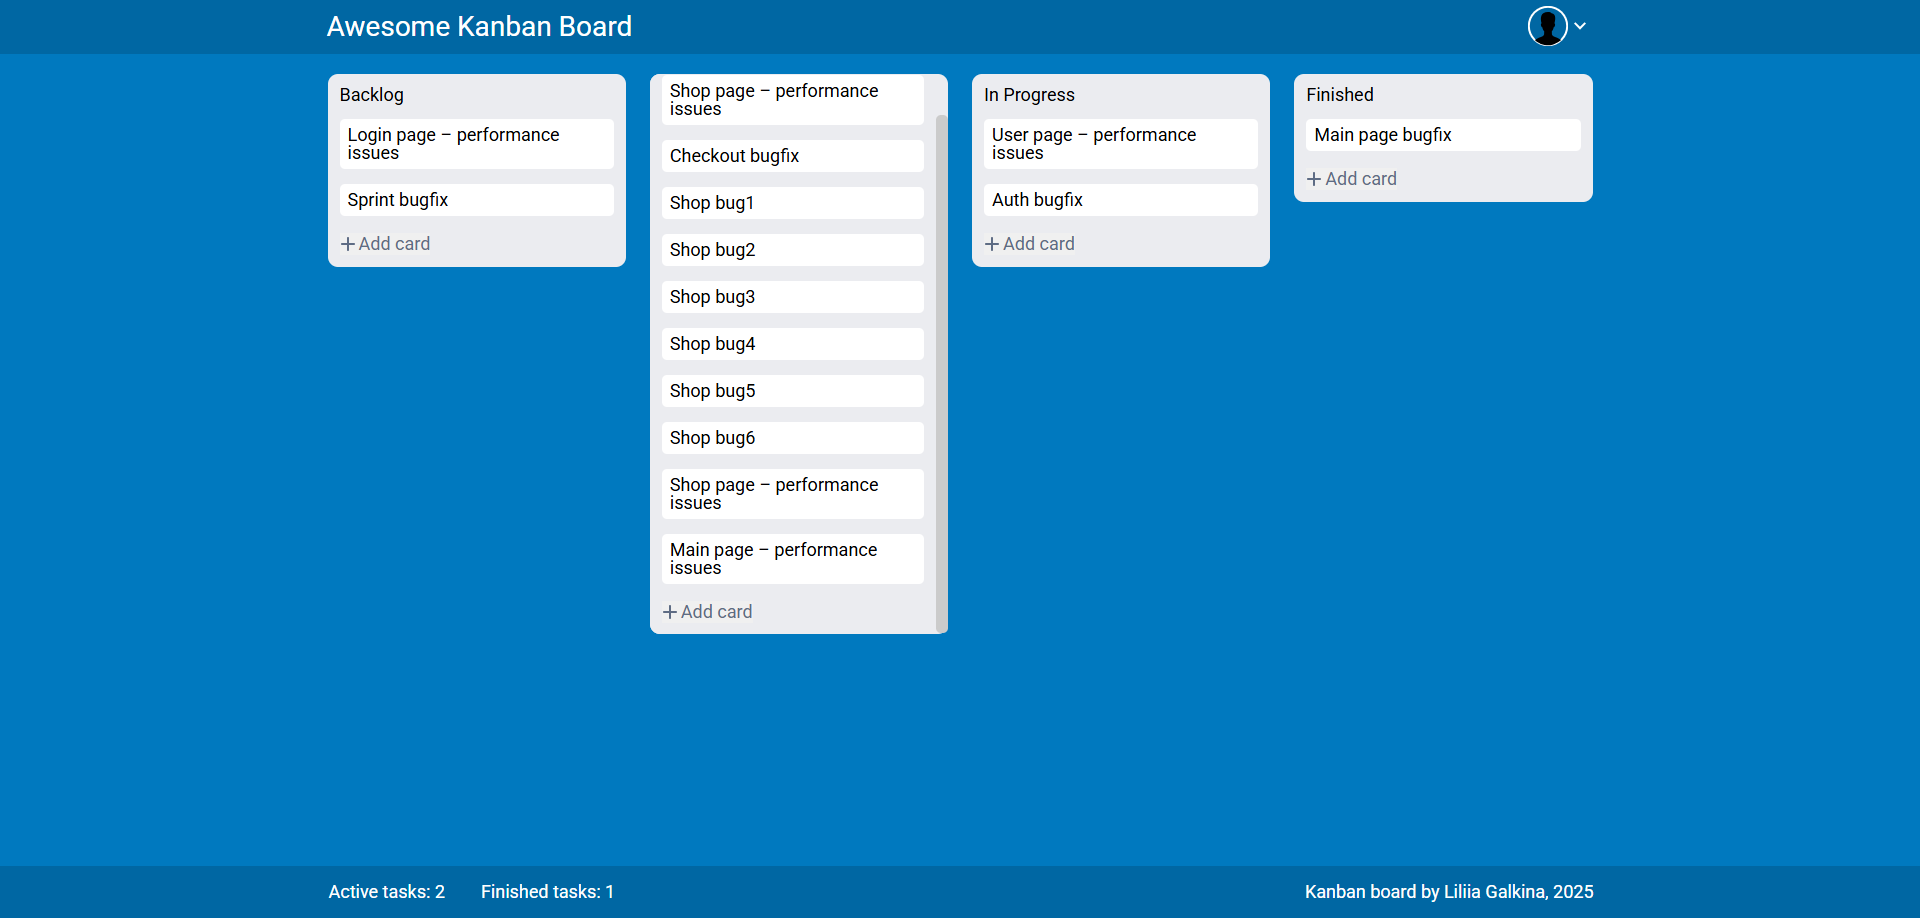 Awesome Kanban Board
Backlog
Login page – performance
issues
Sprint bugfix
Add card
Shop page – performance
issues
Checkout bugfix
Shop bug1
Shop bug2
Shop bug3
Shop bug4
Shop bug5
Shop bug6
Shop page – performance
issues
Main page – performance
issues
Add card
In Progress
User page – performance
issues
Auth bugfix
Add card
Finished
Main page bugfix
Add card
Active tasks: 2
Finished tasks: 1
Kanban board by Liliia Galkina, 2025